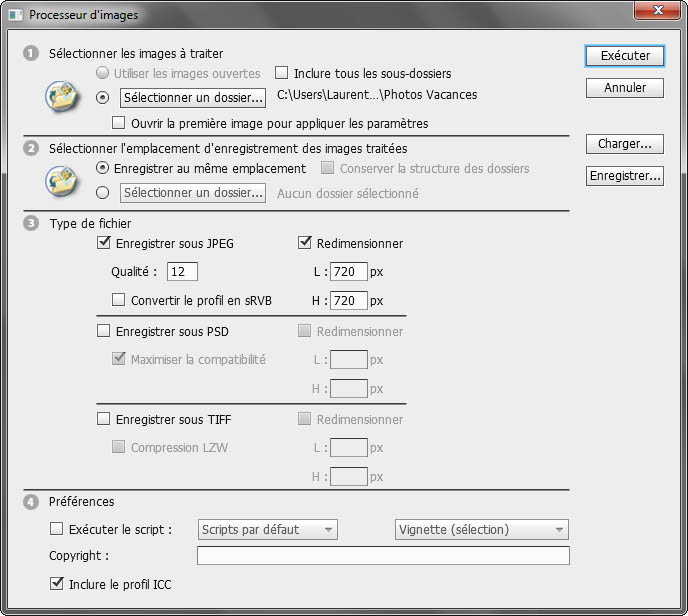 Processeur d'images
1 Sélectionner les images à traiter
Utiliser les images ouvertes Inclure tous les sous-dossiers
Sélectionner un dossier... C:\Users\Laurent...\Photos Vacances
Ouvrir la première image pour appliquer les paramètres
2 Sélectionner l'emplacement d'enregistrement des images traitées
Enregistrer au même emplacement Conserver la structure des dossiers
Sélectionner un dossier... Aucun dossier sélectionné
3 Type de fichier
Enregistrer sous JPEG Redimensionner
Qualité : 12 L : 720 px
Convertir le profil en sRVB H : 720 px
Enregistrer sous PSD Redimensionner
Maximiser la compatibilité L : px
H : px
Enregistrer sous TIFF Redimensionner
Compression LZW L : px
H : px
4 Préférences
Exécuter le script : Scripts par défaut Vignette (sélection)
Copyright :
Inclure le profil ICC
Exécuter
Annuler
Charger...
Enregistrer...